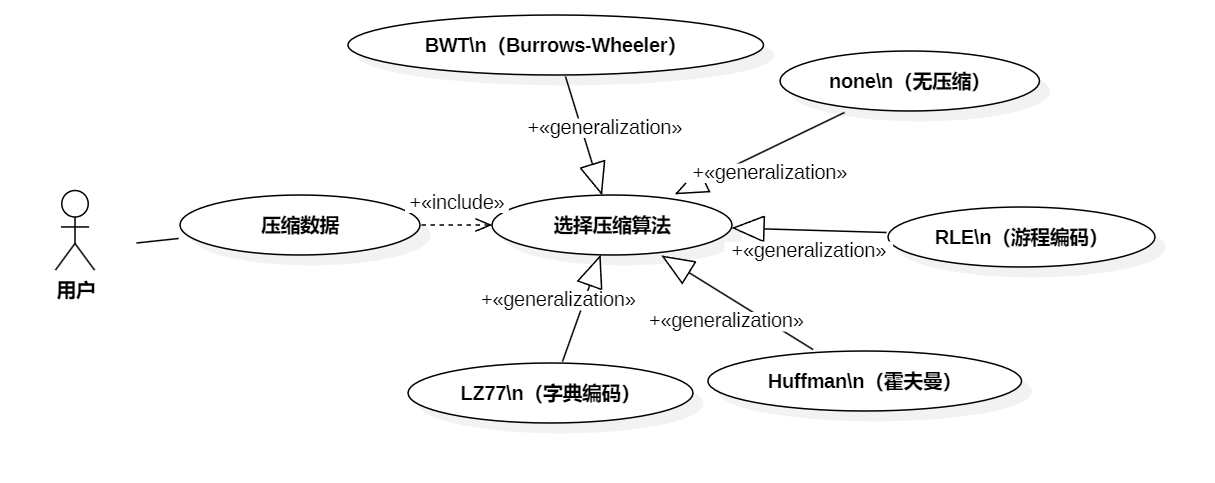 BWT\n（Burrows-Wheeler）
none\n（无压缩）
+«generalization»
+«generalization»
+«include»
压缩数据
选择压缩算法
RLE\n（游程编码）
+«generalization»
用户
+«generalization»
+«generalization»
Huffman\n（霍夫曼）
LZ77\n（字典编码）